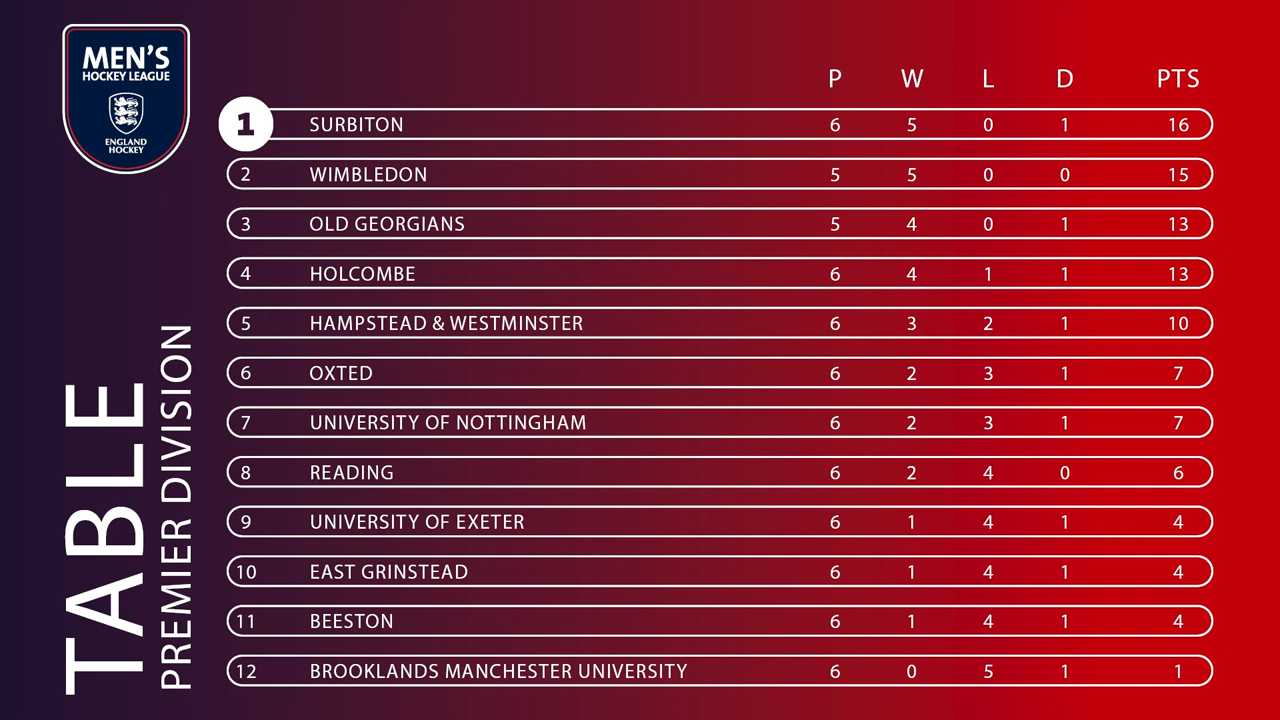 MEN'S
HOCKEY LEAGUE
ENGLAND
HOCKEY
TABLE
PREMIER DIVISION
P W L D PTS
1 SURBITON 6 5 0 1 16
2 WIMBLEDON 5 5 0 0 15
3 OLD GEORGIANS 5 4 0 1 13
4 HOLCOMBE 6 4 1 1 13
5 HAMPSTEAD & WESTMINSTER 6 3 2 1 10
6 OXTED 6 2 3 1 7
7 UNIVERSITY OF NOTTINGHAM 6 2 3 1 7
8 READING 6 2 4 0 6
9 UNIVERSITY OF EXETER 6 1 4 1 4
10 EAST GRINSTEAD 6 1 4 1 4
11 BEESTON 6 1 4 1 4
12 BROOKLANDS MANCHESTER UNIVERSITY 6 0 5 1 1